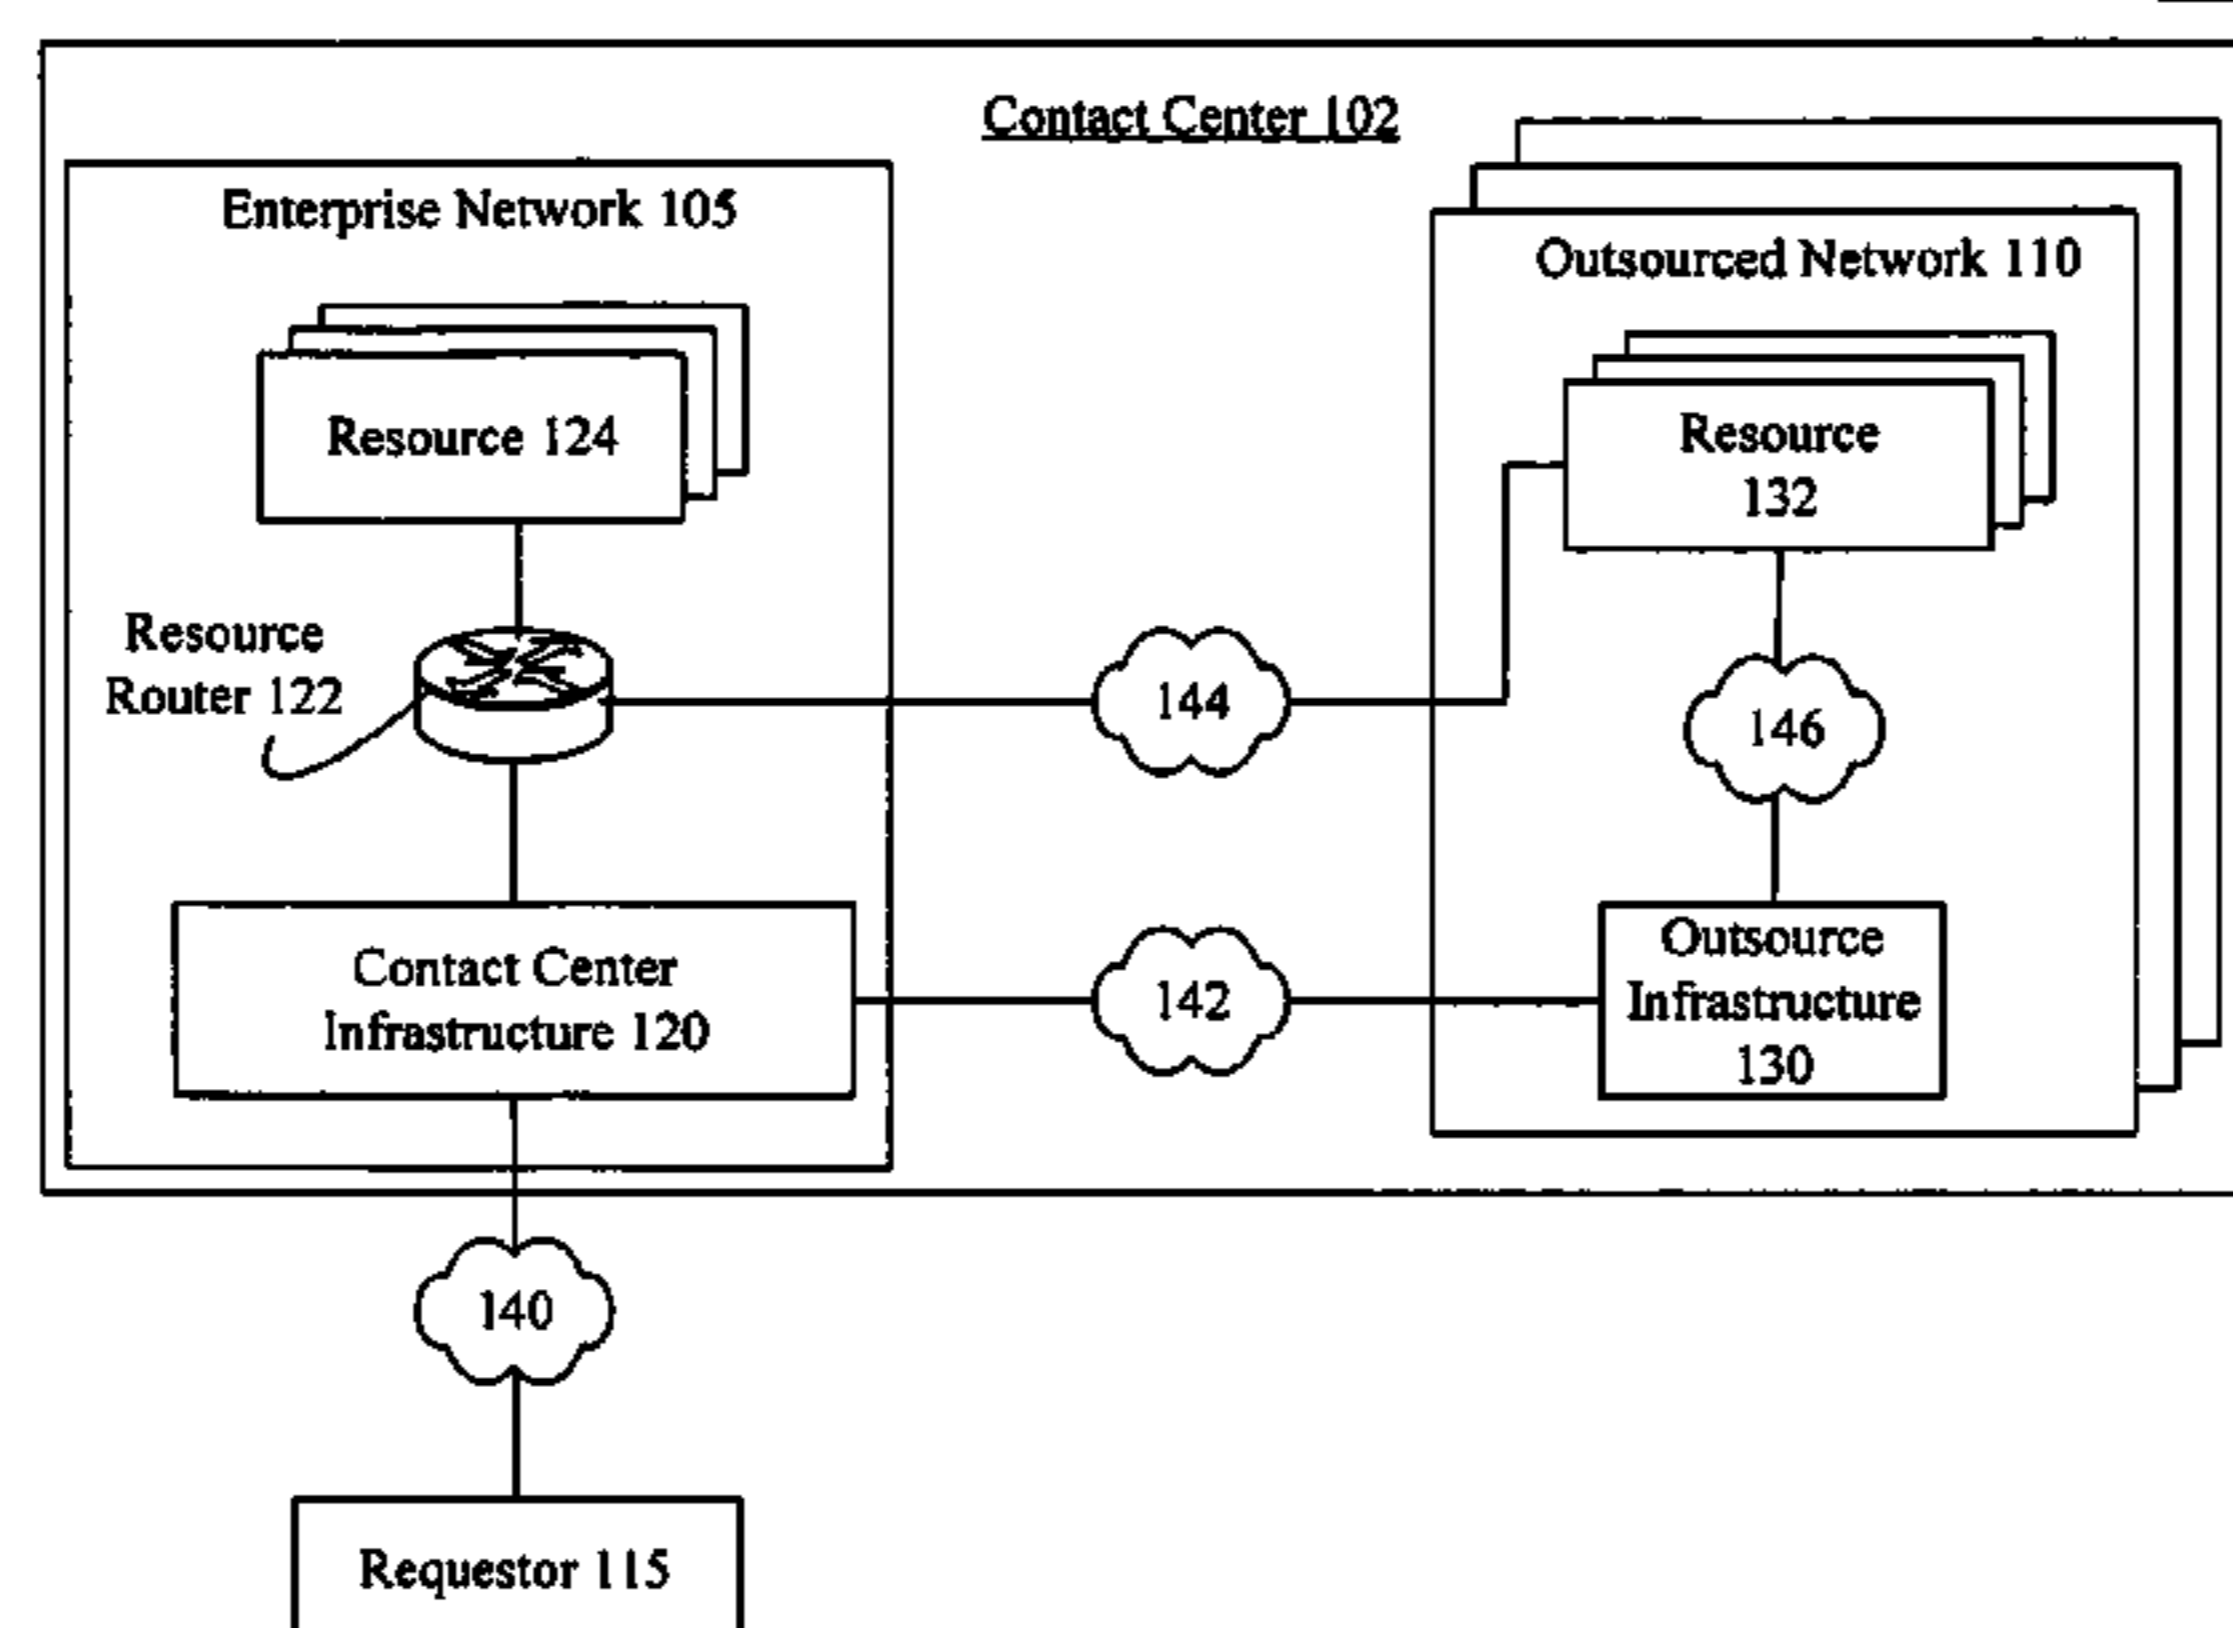 Contact Center 102
Enterprise Network 105
Outsourced Network 110
Resource 124
Resource
132
Resource
Router 122
144
146
Contact Center
Infrastructure 120
142
Outsource
Infrastructure
130
140
Requestor 115